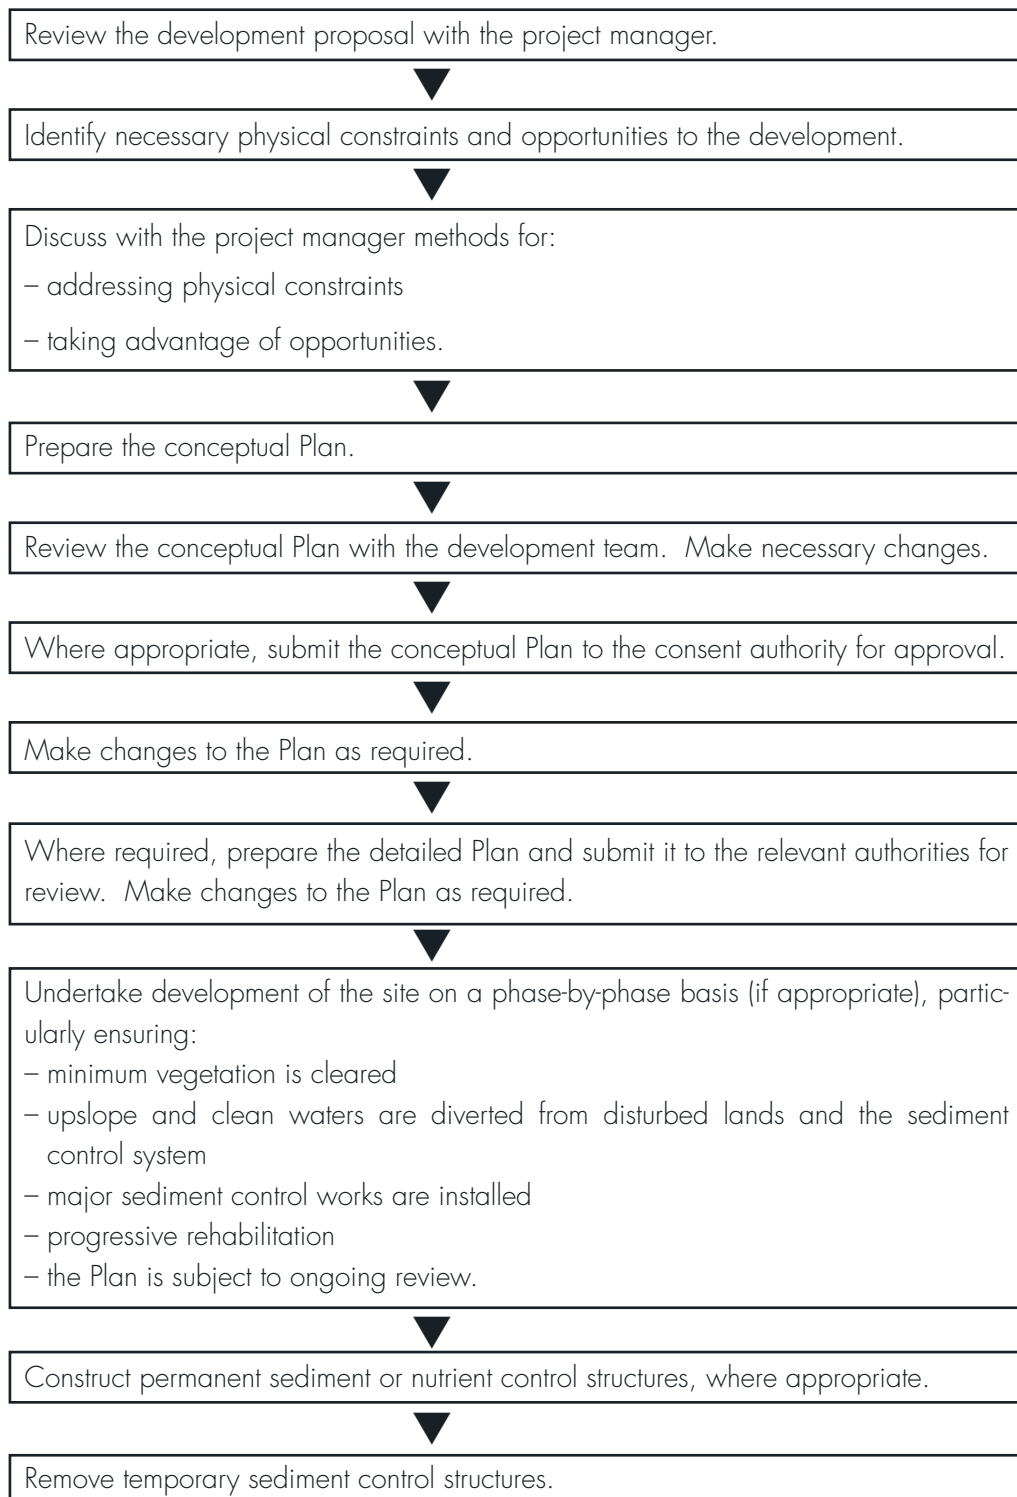 Review the development proposal with the project manager.
Identify necessary physical constraints and opportunities to the development.
Discuss with the project manager methods for:
– addressing physical constraints
– taking advantage of opportunities.
Prepare the conceptual Plan.
Review the conceptual Plan with the development team.  Make necessary changes.
Where appropriate, submit the conceptual Plan to the consent authority for approval.
Make changes to the Plan as required.
Where required, prepare the detailed Plan and submit it to the relevant authorities for
review.  Make changes to the Plan as required.
Undertake development of the site on a phase-by-phase basis (if appropriate), partic-
ularly ensuring:
– minimum vegetation is cleared
– upslope and clean waters are diverted from disturbed lands and the sediment
control system
– major sediment control works are installed
– progressive rehabilitation
– the Plan is subject to ongoing review.
Construct permanent sediment or nutrient control structures, where appropriate.
Remove temporary sediment control structures.